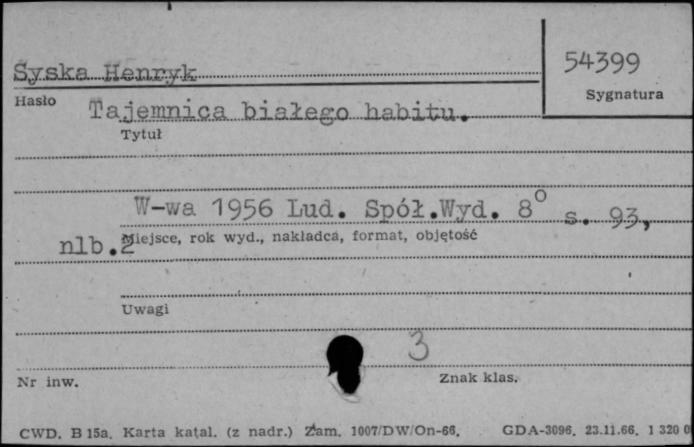 Syska Henryk
54399
Hasło
Sygnatura
Tajemnica białego habitu.
Tytuł
W-wa 1956 Lud. Spół.Wyd. 8° s. 93,
nlb.2
Miejsce, rok wyd., nakładca, format, objętość
Uwagi
3
Nr inw.
Znak klas.
CWD. B 15a. Karta katal. (z nadr.) Zam. 1007/DW/On-66. GDA-3096. 23.11.66. 1 320 0